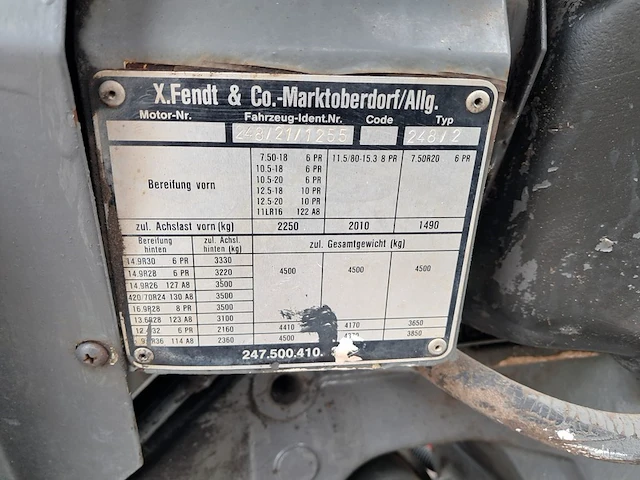 X.Fendt & Co.-Marktoberdorf/Allg.
Motor-Nr. Fahrzeug-Ident.Nr. Code Typ
248/21/1255 248/2
Bereifung vorn
7.50-18 6 PR 11.5/80-15.3 8 PR 7.50R20 6 PR
10.5-18 6 PR
10.5-20 6 PR
12.5-18 10 PR
12.5-20 10 PR
11LR16 122 A8
zul. Achslast vorn (kg) 2250 2010 1490
Bereifung hinten zul. Achsl. hinten (kg) zul. Gesamtgewicht (kg)
14.9R30 6 PR 3330
14.9R28 6 PR 3220 4500 4500 4500
14.9R26 127 A8 3500
420/70R24 130 A8 3500
16.9R28 8 PR 3500
13.6R28 123 A8 3100
6 PR 2160 4410 4170 3650
114 A8 2360 4500 3850
247.500.410.